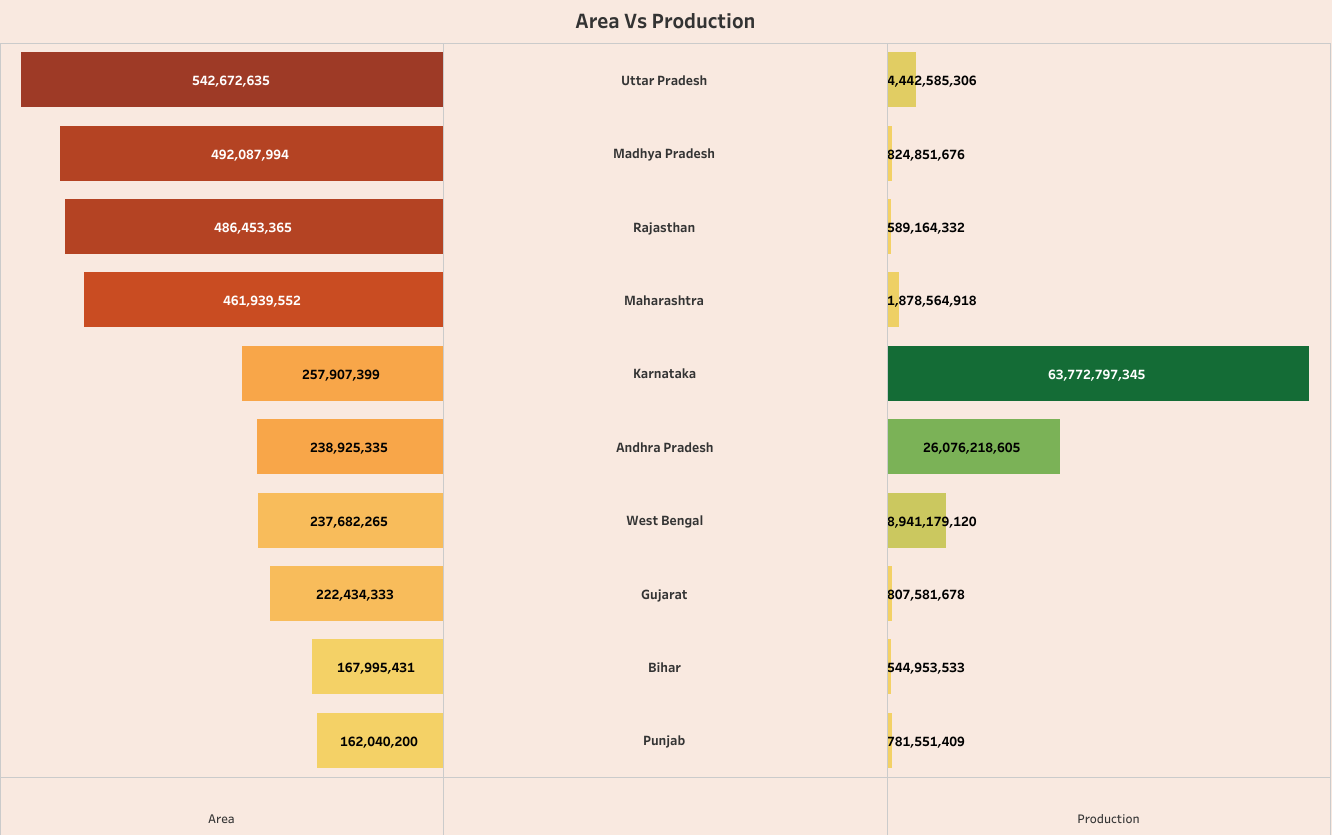 Area Vs Production
542,672,635 Uttar Pradesh 4,442,585,306
492,087,994 Madhya Pradesh 824,851,676
486,453,365 Rajasthan 589,164,332
461,939,552 Maharashtra 1,878,564,918
257,907,399 Karnataka 63,772,797,345
238,925,335 Andhra Pradesh 26,076,218,605
237,682,265 West Bengal 8,941,179,120
222,434,333 Gujarat 807,581,678
167,995,431 Bihar 544,953,533
162,040,200 Punjab 781,551,409
Area Production